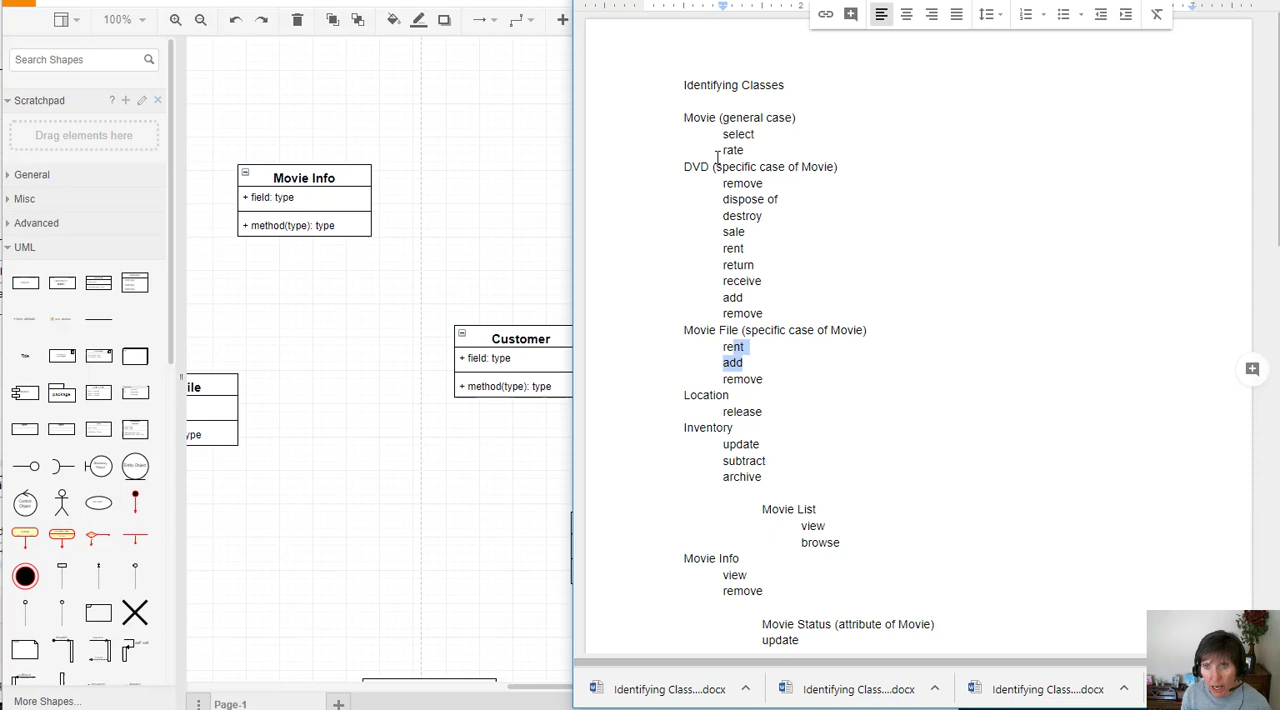 100%
Search Shapes
Scratchpad
?
Drag elements here
General
Misc
Advanced
UML
Title
package
More Shapes...
Movie Info
+ field: type
+ method(type): type
Customer
+ field: type
+ method(type): type
ile
ype
Page-1
2
7
Identifying Classes
Movie (general case)
select
rate
DVD (specific case of Movie)
remove
dispose of
destroy
sale
rent
return
receive
add
remove
Movie File (specific case of Movie)
rent
add
remove
Location
release
Inventory
update
subtract
archive
Movie List
view
browse
Movie Info
view
remove
Movie Status (attribute of Movie)
update
Identifying Class....docx
Identifying Class....docx
Identifying Class....docx